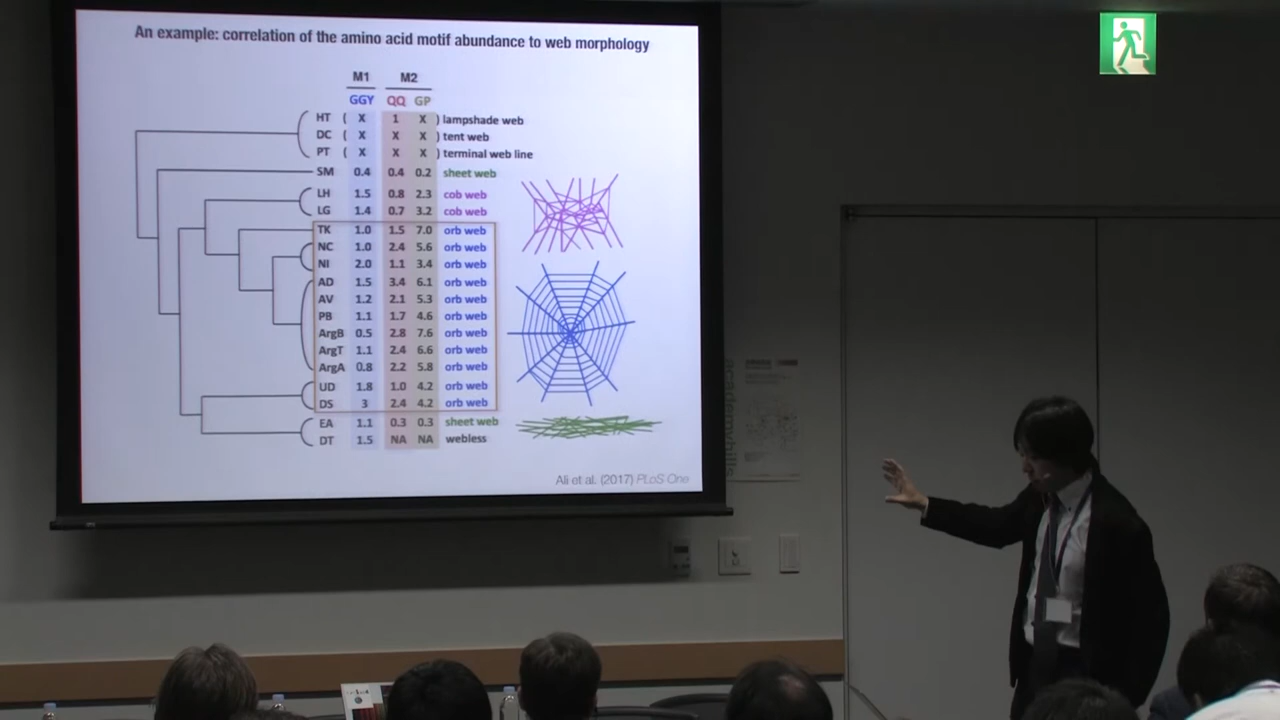 An example: correlation of the amino acid motif abundance to web morphology
M1 M2
GGY QQ GP
HT ( X 1 X ) lampshade web
DC ( X X X ) tent web
PT ( X X X ) terminal web line
SM 0.4 0.4 0.2 sheet web
LH 1.5 0.8 2.3 cob web
LG 1.4 0.7 3.2 cob web
TK 1.0 1.5 7.0 orb web
NC 1.0 2.4 5.6 orb web
NI 2.0 1.1 3.4 orb web
AD 1.5 3.4 6.1 orb web
AV 1.2 2.1 5.3 orb web
PB 1.1 1.7 4.6 orb web
ArgB 0.5 2.8 7.6 orb web
ArgT 1.1 2.4 6.6 orb web
ArgA 0.8 2.2 5.8 orb web
UD 1.8 1.0 4.2 orb web
DS 3 2.4 4.2 orb web
EA 1.1 0.3 0.3 sheet web
DT 1.5 NA NA webless
Ali et al. (2017) PLoS One
academyhills